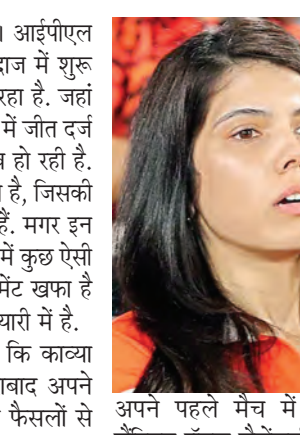 । आईपीएल
में शुरू
रहा है. जहां
में जीत दर्ज
हो रही है.
है, जिसकी
हैं. मगर इन
में कुछ ऐसी
खफा है
में है.
कि काव्या
अपने
फैसलों से
अपने पहले मैच में